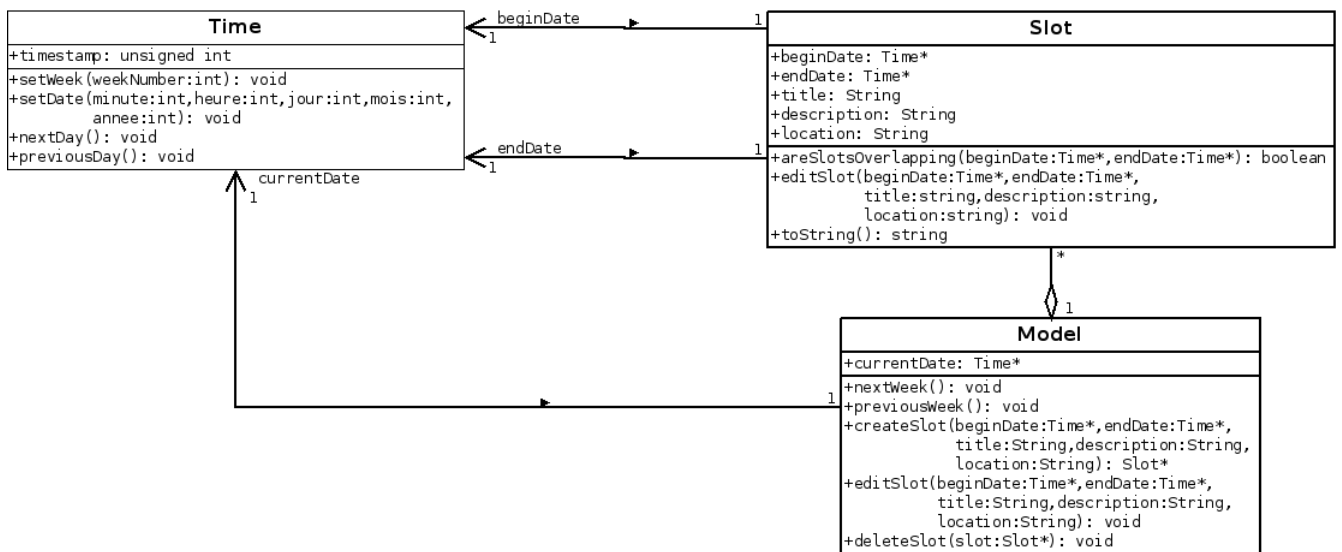 Time
+timestamp: unsigned int
+setWeek(weekNumber:int): void
+setDate(minute:int,heure:int,jour:int,mois:int,
annee:int): void
+nextDay(): void
+previousDay(): void
beginDate
1
1
endDate
1
1
currentDate
1
Slot
+beginDate: Time*
+endDate: Time*
+title: String
+description: String
+location: String
+areSlotsOverlapping(beginDate:Time*,endDate:Time*): boolean
+editSlot(beginDate:Time*,endDate:Time*,
title:string,description:string,
location:string): void
+toString(): string
*
1
Model
+currentDate: Time*
1
+nextWeek(): void
+previousWeek(): void
+createSlot(beginDate:Time*,endDate:Time*,
title:String,description:String,
location:String): Slot*
+editSlot(beginDate:Time*,endDate:Time*,
title:String,description:String,
location:String): void
+deleteSlot(slot:Slot*): void